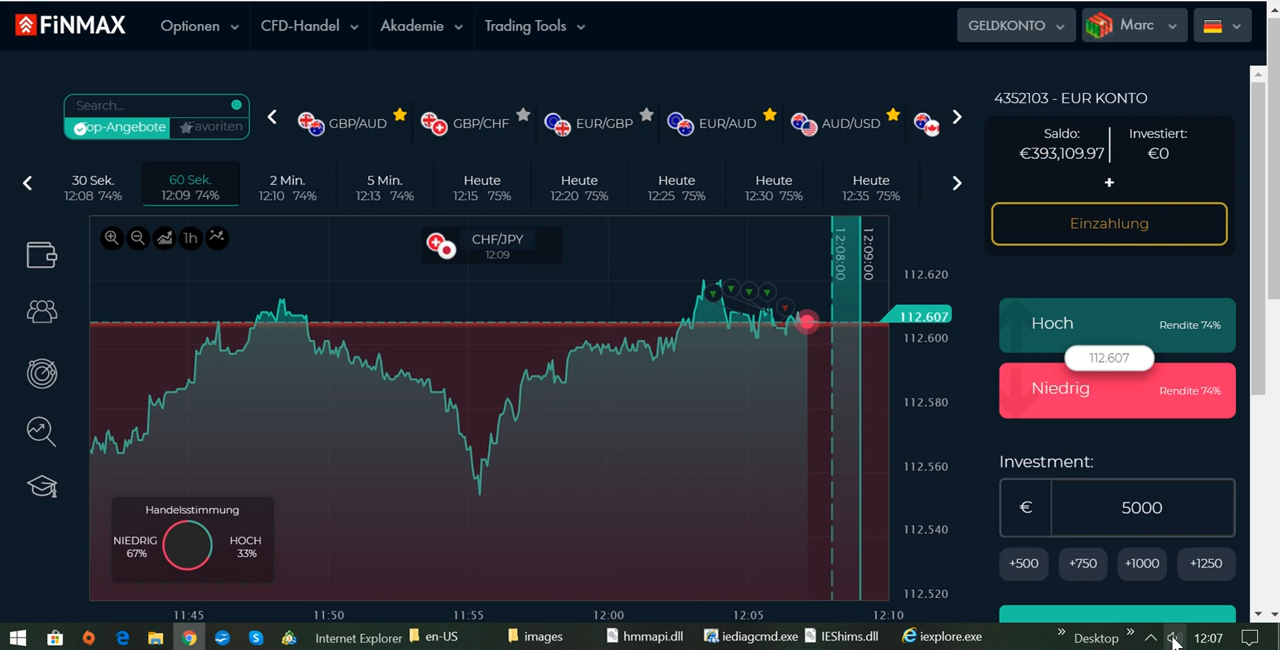 FiNMAX Optionen CFD-Handel Akademie Trading Tools GELDKONTO Marc
Search...
Top-Angebote Favoriten
GBP/AUD GBP/CHF EUR/GBP EUR/AUD AUD/USD
30 Sek. 60 Sek. 2 Min. 5 Min. Heute Heute Heute Heute Heute
12:08 74% 12:09 74% 12:10 74% 12:13 74% 12:15 75% 12:20 75% 12:25 75% 12:30 75% 12:35 75%
1h
CHF/JPY
12:09
12:08:00
12:09:00
112.620
112.607
112.600
112.580
112.560
112.540
112.520
Handelsstimmung
NIEDRIG HOCH
67% 33%
11:45 11:50 11:55 12:00 12:05 12:10
4352103 - EUR KONTO
Saldo: Investiert:
€393,109.97 €0
+
Einzahlung
Hoch Rendite 74%
112.607
Niedrig Rendite 74%
Investment:
€ 5000
+500 +750 +1000 +1250
Internet Explorer en-US images hmmapi.dll iediagcmd.exe IEShims.dll iexplore.exe » Desktop » 12:07